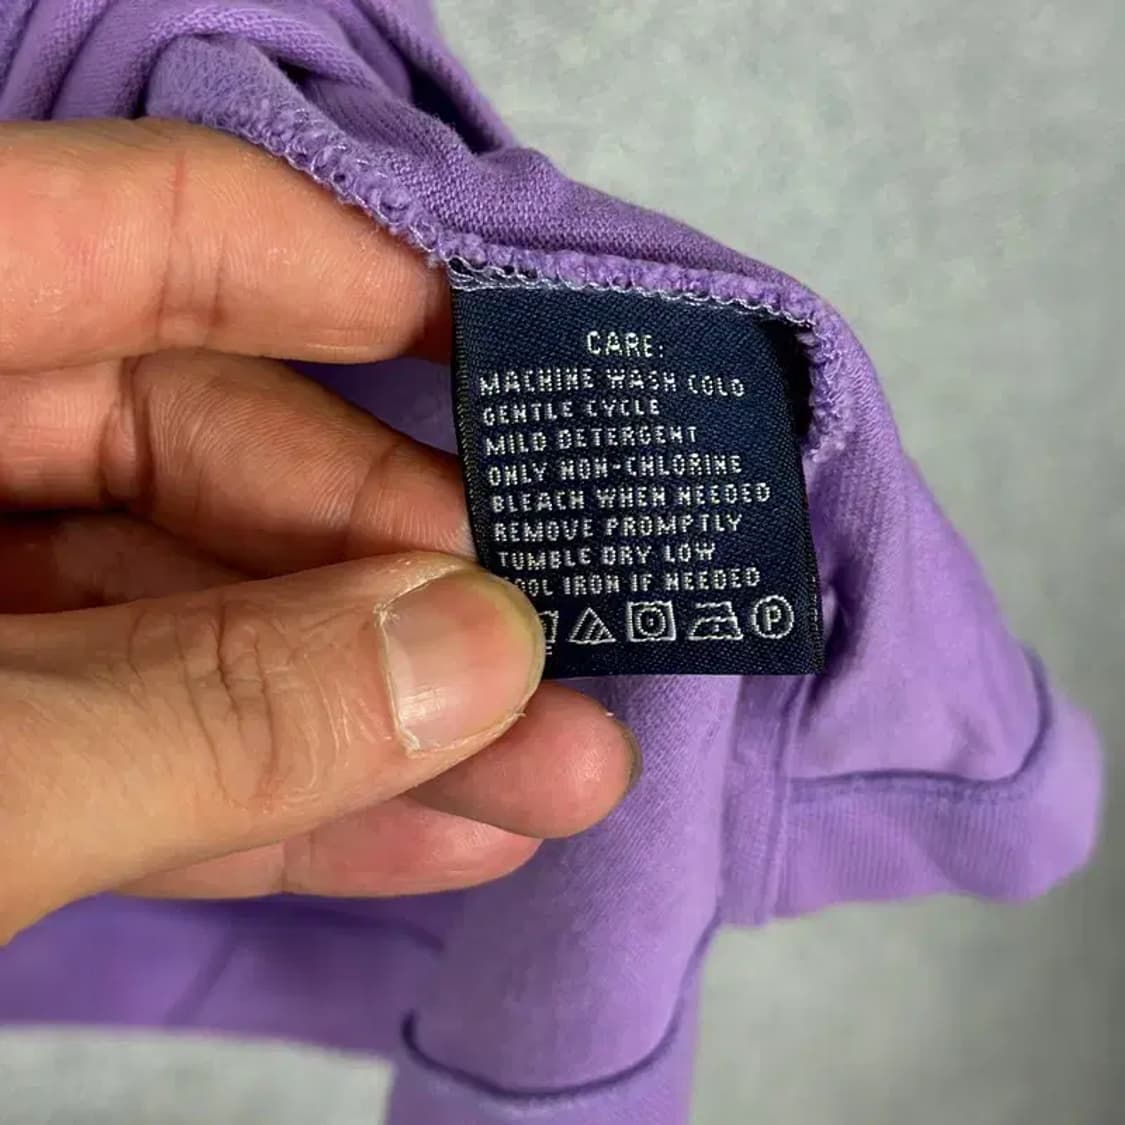 CARE:
MACHINE WASH COLD
GENTLE CYCLE
MILD DETERGENT
ONLY NON-CHLORINE
BLEACH WHEN NEEDED
REMOVE PROMPTLY
TUMBLE DRY LOW
COOL IRON IF NEEDED
P